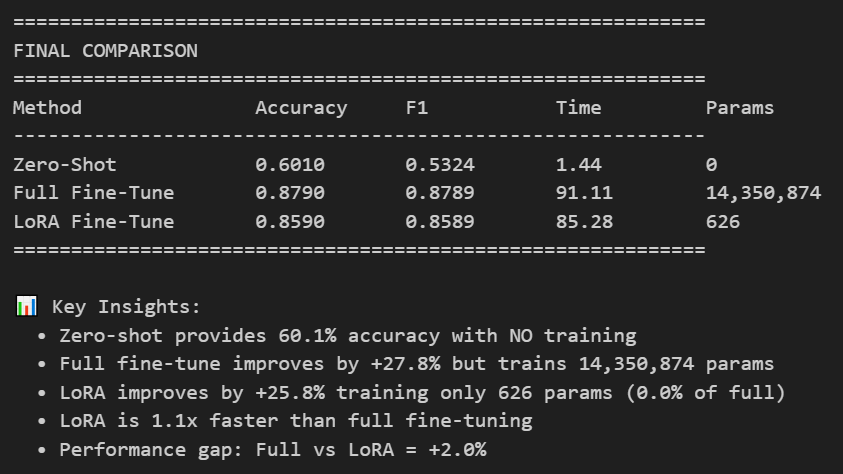 ============================================================
FINAL COMPARISON
============================================================
Method Accuracy F1 Time Params
------------------------------------------------------------
Zero-Shot 0.6010 0.5324 1.44 0
Full Fine-Tune 0.8790 0.8789 91.11 14,350,874
LoRA Fine-Tune 0.8590 0.8589 85.28 626
============================================================
📊 Key Insights:
• Zero-shot provides 60.1% accuracy with NO training
• Full fine-tune improves by +27.8% but trains 14,350,874 params
• LoRA improves by +25.8% training only 626 params (0.0% of full)
• LoRA is 1.1x faster than full fine-tuning
• Performance gap: Full vs LoRA = +2.0%